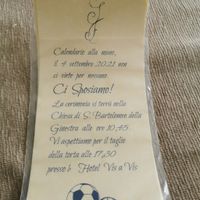 S
F
Calendario alla mano,
il 4 settembre 2021 non
ci siete per nessuno.
Ci Sposiamo!
La cerimonia si terrà nella
Chiesa di S. Bartolomeo della
Ginestra alle ore 10,45.
Vi aspettiamo per il taglio
della torta alle 17,30
presso l' Hotel Vis à Vis